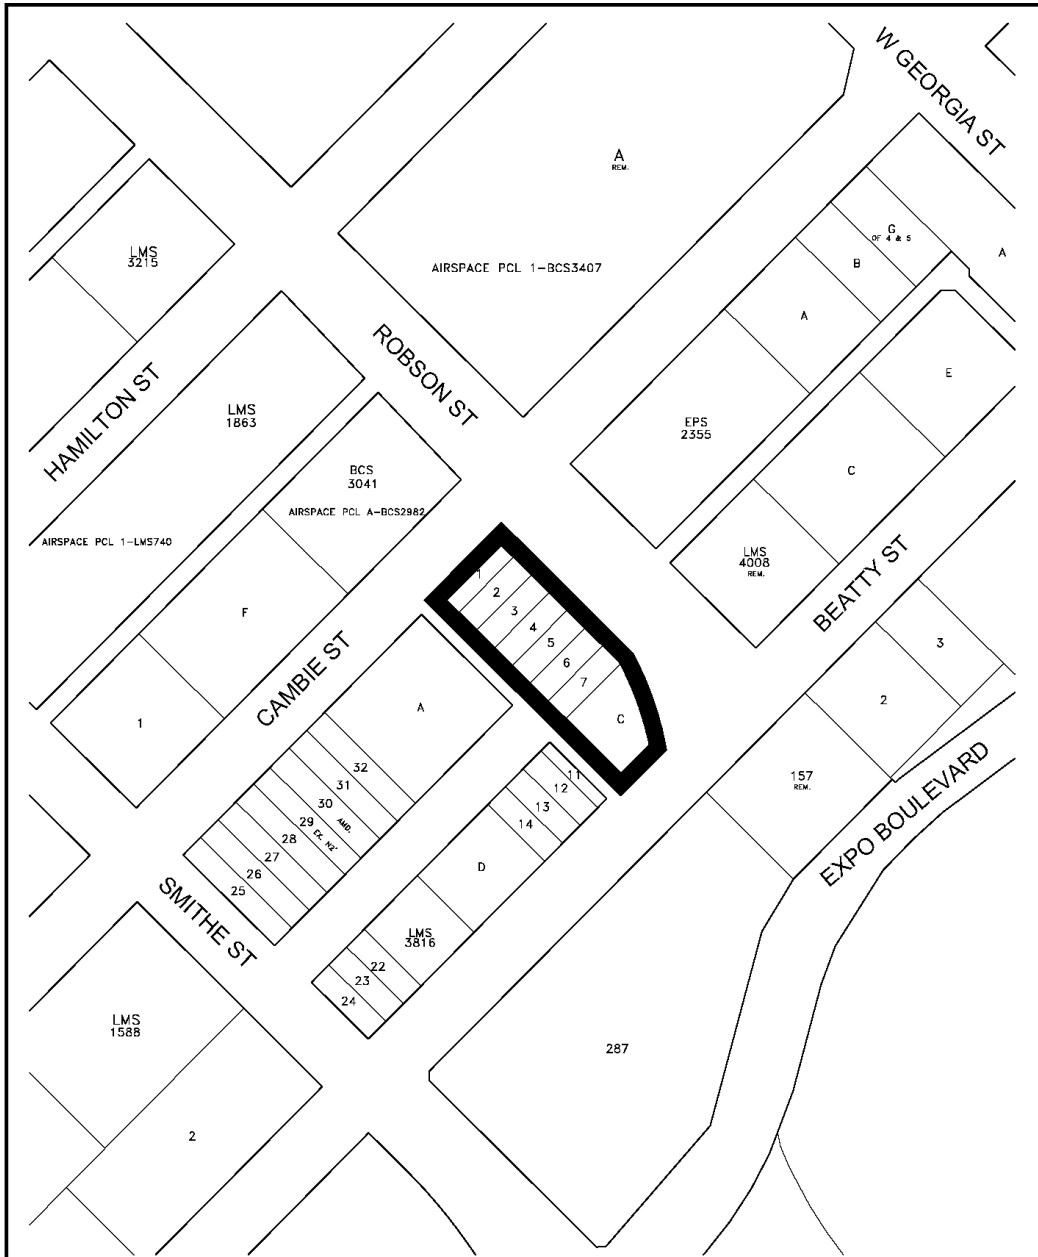 W GEORGIA ST
A
REM.
G
OF 4 & 5
LMS
3215
A
B
AIRSPACE PCL 1-BCS3407
A
ROBSON ST
E
HAMILTON ST
LMS
1863
EPS
2355
C
BCS
3041
AIRSPACE PCL A-BCS2982
AIRSPACE PCL 1-LMS740
LMS
4008
REM.
BEATTY ST
1
2
3
4
5
6
7
C
F
3
CAMBIE ST
2
1
A
EXPO BOULEVARD
157
REM.
32
31
30
AMD.
29
EX. N2'
28
27
26
25
11
12
13
14
D
SMITHE ST
LMS
3816
22
23
24
LMS
1588
287
2